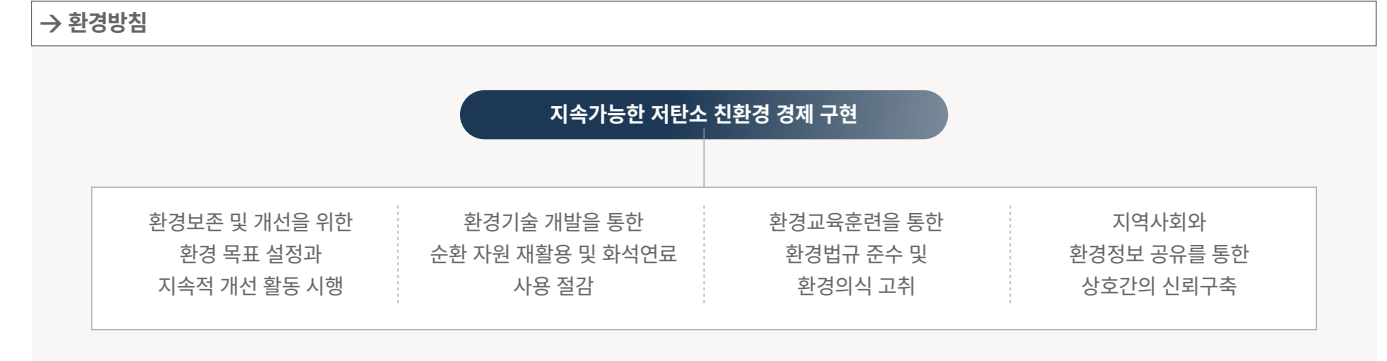 → 환경방침
지속가능한 저탄소 친환경 경제 구현
환경보존 및 개선을 위한
환경 목표 설정과
지속적 개선 활동 시행
환경기술 개발을 통한
순환 자원 재활용 및 화석연료
사용 절감
환경교육훈련을 통한
환경법규 준수 및
환경의식 고취
지역사회와
환경정보 공유를 통한
상호간의 신뢰구축